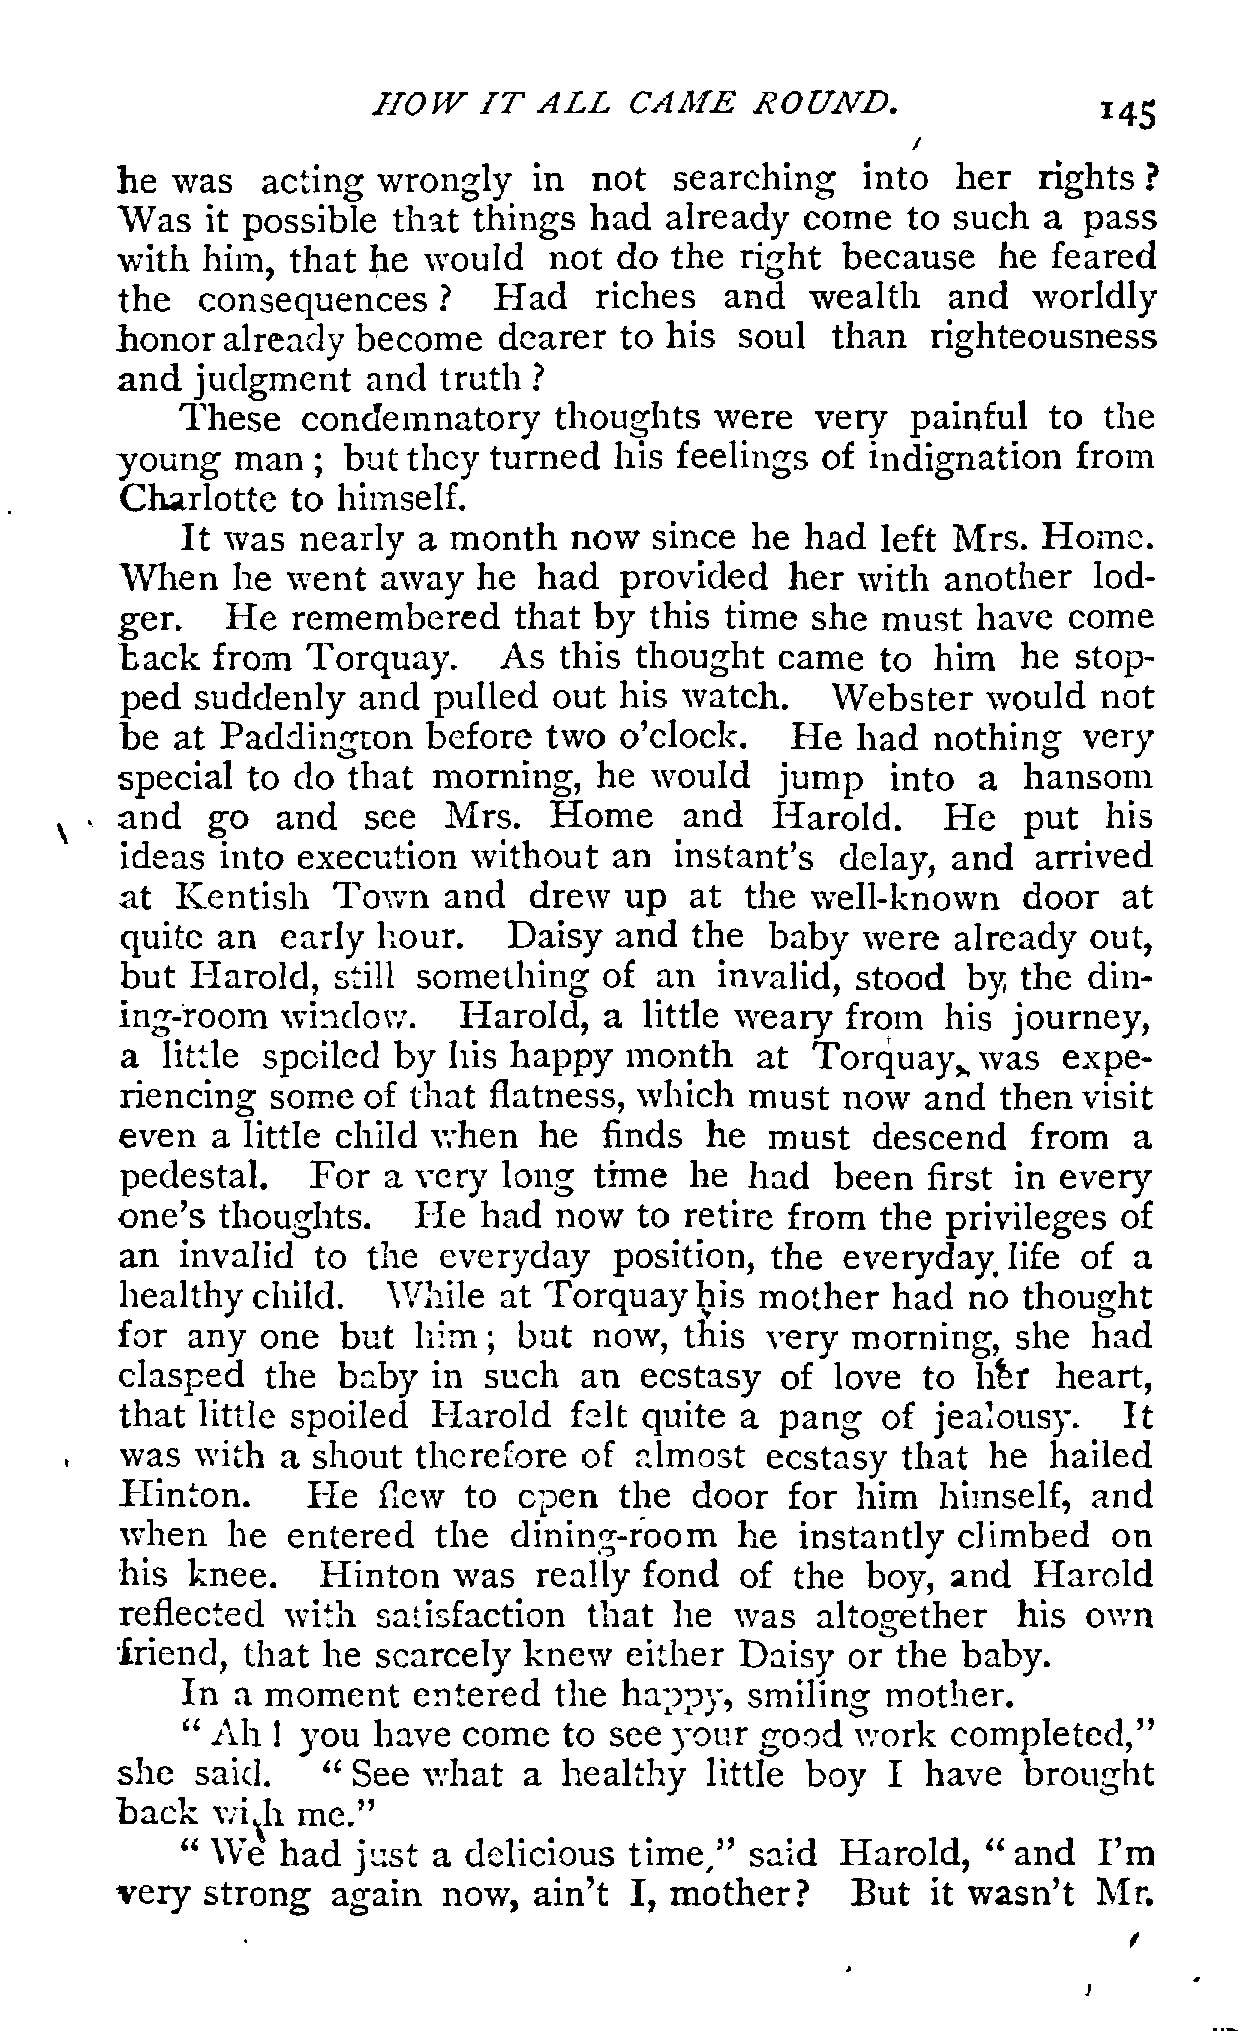 HOW IT ALL CAME ROUND. 145
he was acting wrongly in not searching into her rights?
Was it possible that things had already come to such a pass
with him, that he would not do the right because he feared
the consequences? Had riches and wealth and worldly
honor already become dearer to his soul than righteousness
and judgment and truth?
These condemnatory thoughts were very painful to the
young man; but they turned his feelings of indignation from
Charlotte to himself.
It was nearly a month now since he had left Mrs. Home.
When he went away he had provided her with another lod-
ger. He remembered that by this time she must have come
back from Torquay. As this thought came to him he stop-
ped suddenly and pulled out his watch. Webster would not
be at Paddington before two o'clock. He had nothing very
special to do that morning, he would jump into a hansom
and go and see Mrs. Home and Harold. He put his
ideas into execution without an instant's delay, and arrived
at Kentish Town and drew up at the well-known door at
quite an early hour. Daisy and the baby were already out,
but Harold, still something of an invalid, stood by the din-
ing-room window. Harold, a little weary from his journey,
a little spoiled by his happy month at Torquay, was expe-
riencing some of that flatness, which must now and then visit
even a little child when he finds he must descend from a
pedestal. For a very long time he had been first in every
one's thoughts. He had now to retire from the privileges of
an invalid to the everyday position, the everyday life of a
healthy child. While at Torquay his mother had no thought
for any one but him; but now, this very morning, she had
clasped the baby in such an ecstasy of love to her heart,
that little spoiled Harold felt quite a pang of jealousy. It
was with a shout therefore of almost ecstasy that he hailed
Hinton. He flew to open the door for him himself, and
when he entered the dining-room he instantly climbed on
his knee. Hinton was really fond of the boy, and Harold
reflected with satisfaction that he was altogether his own
friend, that he scarcely knew either Daisy or the baby.
In a moment entered the happy, smiling mother.
"Ah! you have come to see your good work completed,"
she said. "See what a healthy little boy I have brought
back with me."
"We had just a delicious time," said Harold, "and I'm
very strong again now, ain't I, mother? But it wasn't Mr.